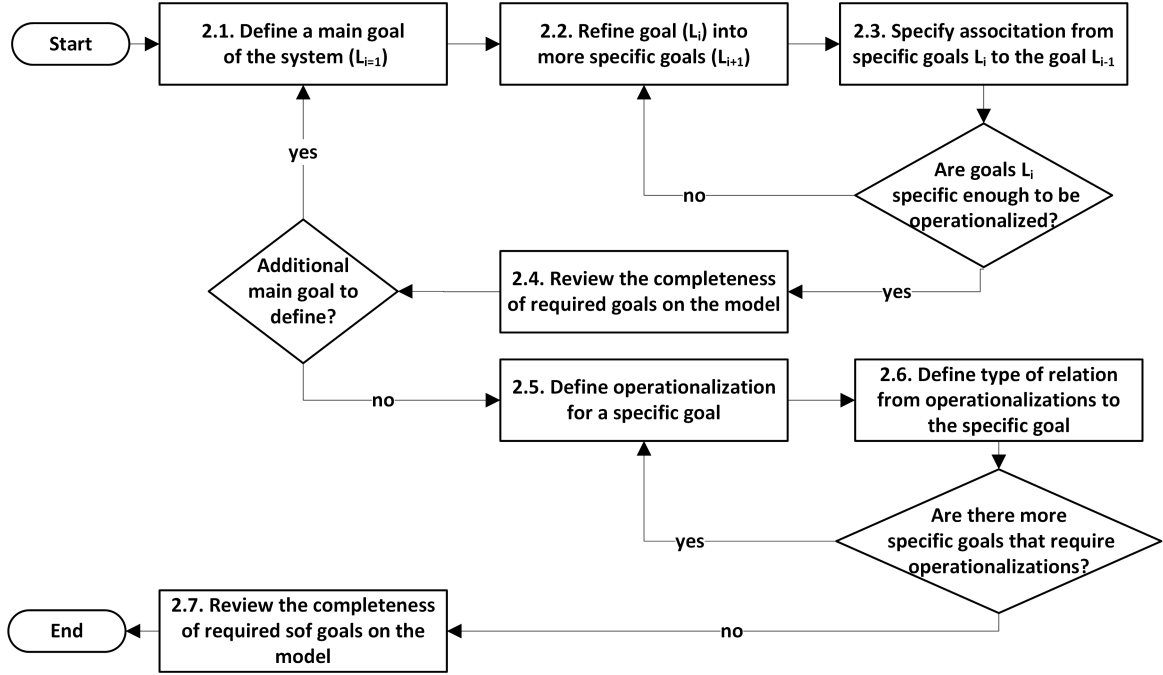 Start
2.1. Define a main goal
of the system (Li=1)
2.2. Refine goal (Li) into
more specific goals (Li+1)
2.3. Specify associtation from
specific goals Li to the goal Li-1
Are goals Li
specific enough to be
operationalized?
no
yes
2.4. Review the completeness
of required goals on the model
Additional
main goal to
define?
yes
no
2.5. Define operationalization
for a specific goal
2.6. Define type of relation
from operationalizations to
the specific goal
Are there more
specific goals that require
operationalizations?
yes
no
2.7. Review the completeness
of required sof goals on the
model
End